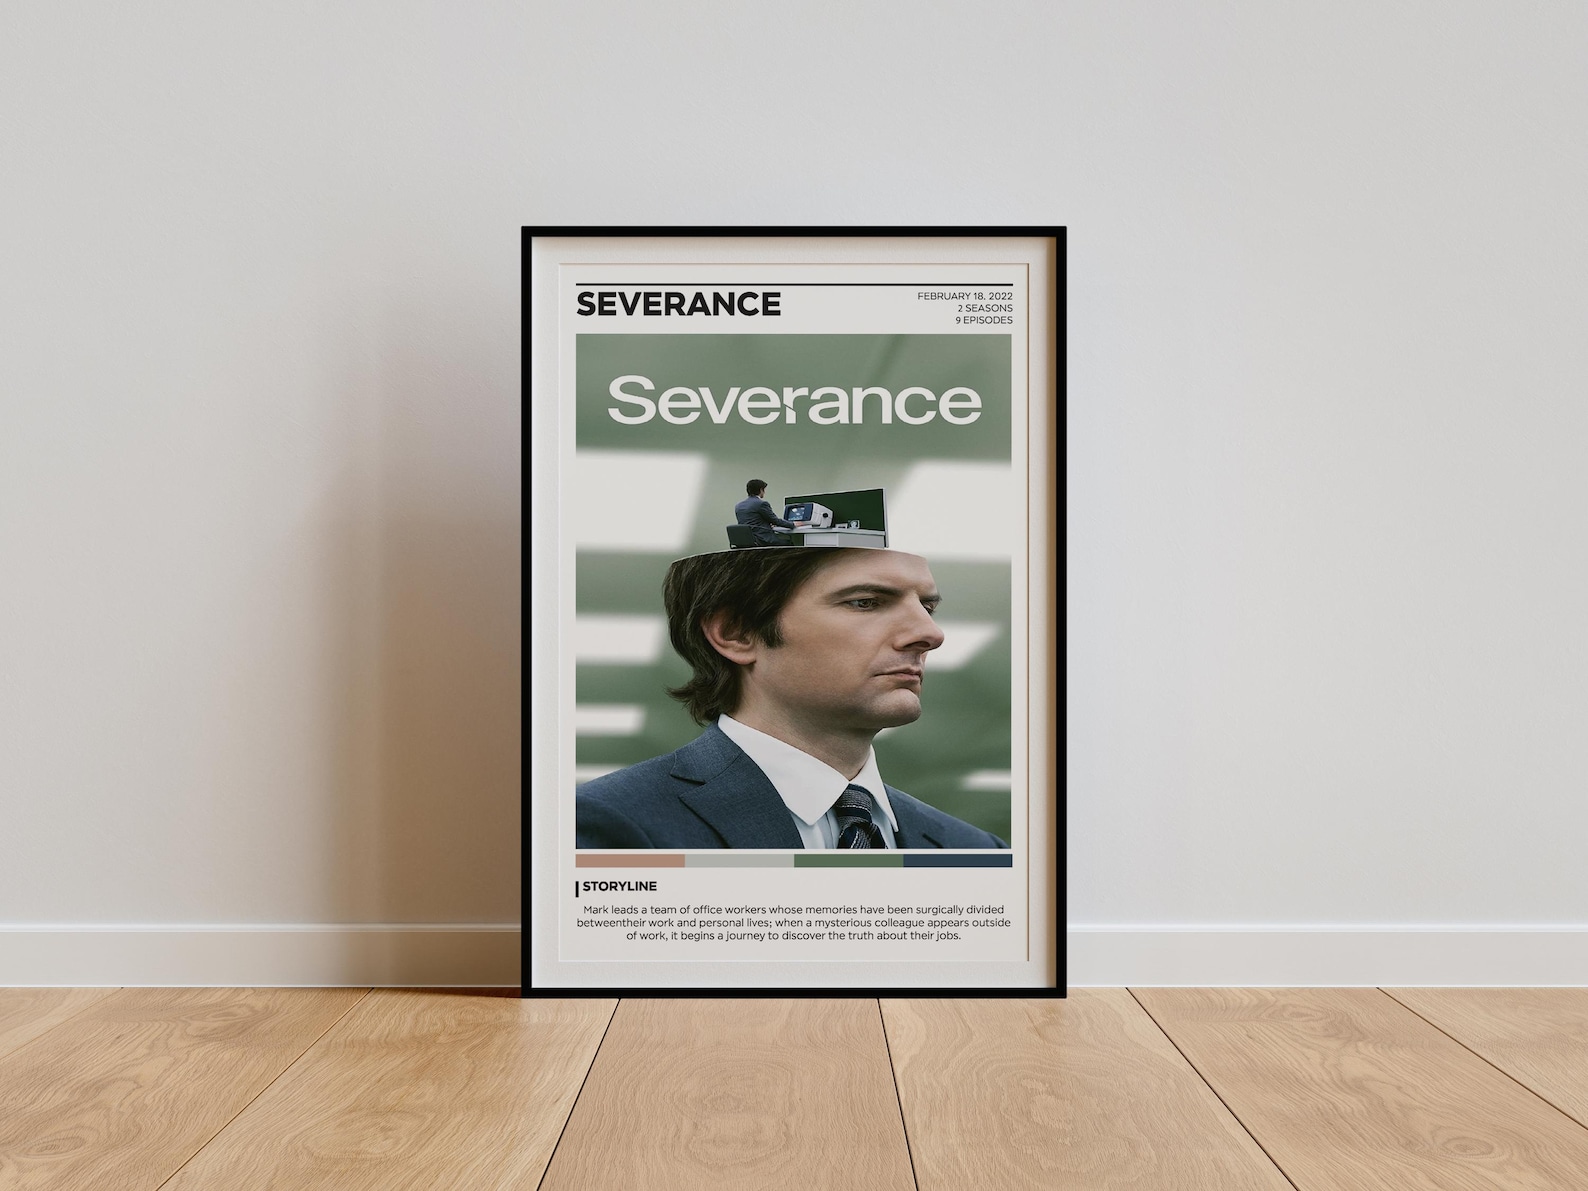 SEVERANCE
FEBRUARY 18. 2022
2 SEASONS
9 EPISODES
Severance
STORYLINE
Mark leads a team of office workers whose memories have been surgically divided
betweentheir work and personal lives; when a mysterious colleague appears outside
of work, it begins a journey to discover the truth about their jobs.